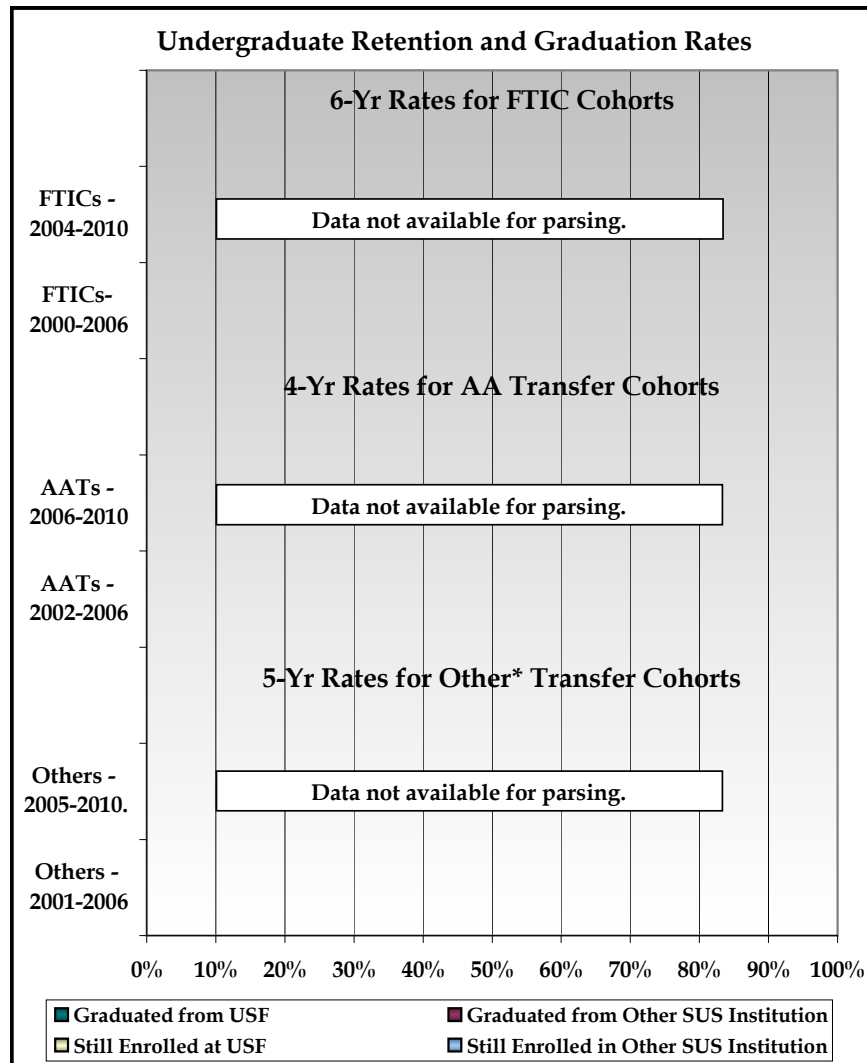 Undergraduate Retention and Graduation Rates
6-Yr Rates for FTIC Cohorts
FTICs -
2004-2010
Data not available for parsing.
FTICs-
2000-2006
4-Yr Rates for AA Transfer Cohorts
AATs -
2006-2010
Data not available for parsing.
AATs -
2002-2006
5-Yr Rates for Other* Transfer Cohorts
Others -
2005-2010.
Data not available for parsing.
Others -
2001-2006
0% 10% 20% 30% 40% 50% 60% 70% 80% 90% 100%
Graduated from USF Graduated from Other SUS Institution
Still Enrolled at USF Still Enrolled in Other SUS Institution